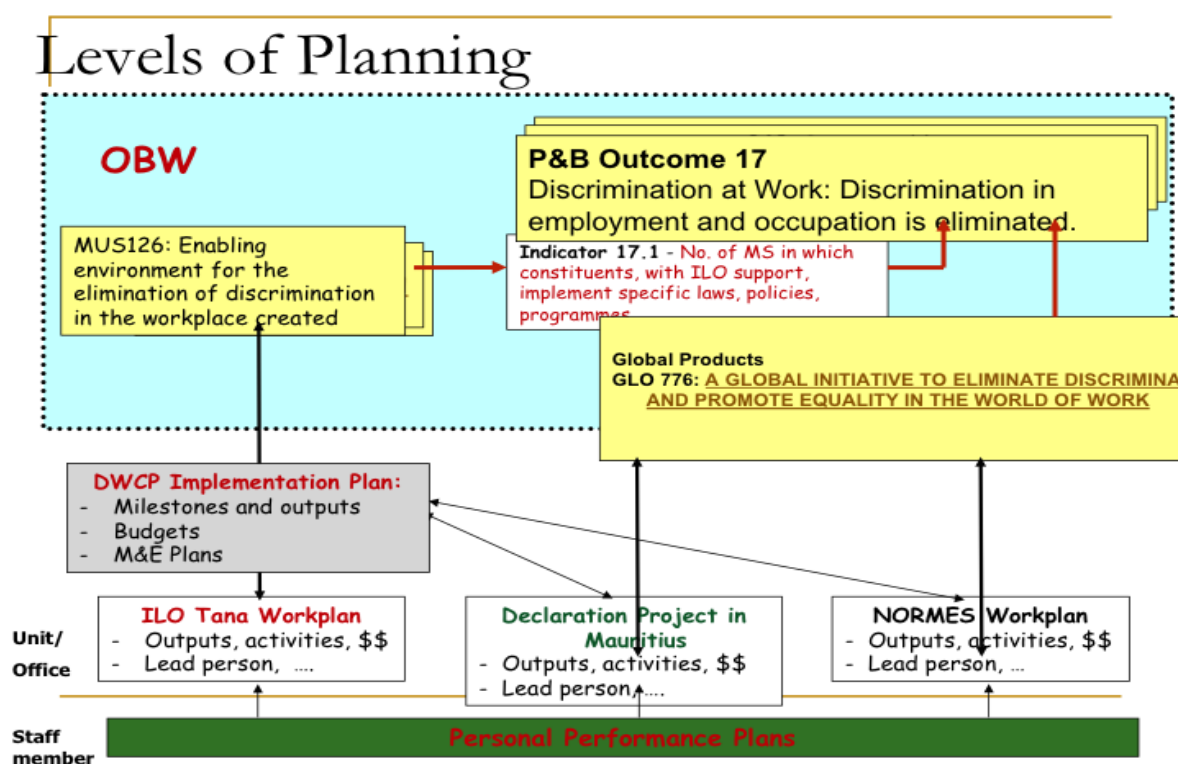 Levels of Planning
OBW
P&B Outcome 17
Discrimination at Work: Discrimination in
employment and occupation is eliminated.
MUS126: Enabling
environment for the
elimination of discrimination
in the workplace created
Indicator 17.1 - No. of MS in which
constituents, with ILO support,
implement specific laws, policies,
programmes
Global Products
GLO 776: A GLOBAL INITIATIVE TO ELIMINATE DISCRIMINA
AND PROMOTE EQUALITY IN THE WORLD OF WORK
DWCP Implementation Plan:
- Milestones and outputs
- Budgets
- M&E Plans
Unit/
Office
ILO Tana Workplan
- Outputs, activities, $$
- Lead person, ....
Declaration Project in
Mauritius
- Outputs, activities, $$
- Lead person, ....
NORMES Workplan
- Outputs, activities, $$
- Lead person, ...
Staff
member
Personal Performance Plans